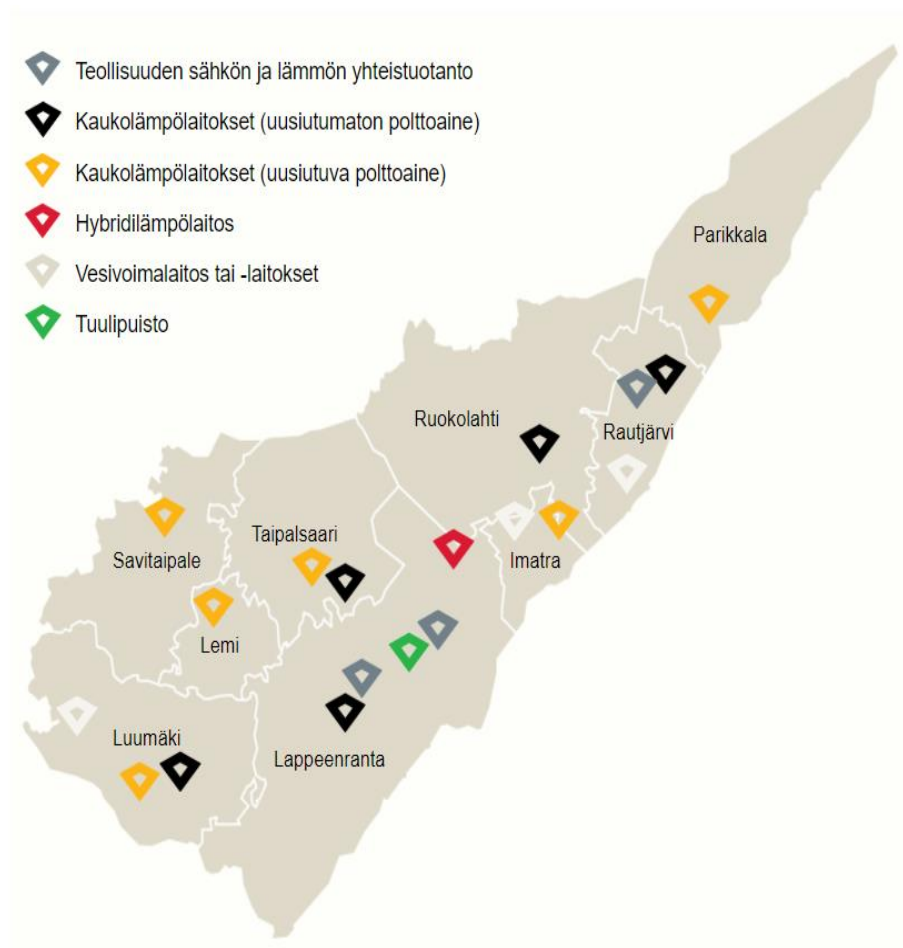 Teollisuuden sähkön ja lämmön yhteistuotanto
Kaukolämpölaitokset (uusiutumaton polttoaine)
Kaukolämpölaitokset (uusiutuva polttoaine)
Hybridilämpölaitos
Vesivoimalaitos tai -laitokset
Tuulipuisto
Parikkala
Ruokolahti
Rautjärvi
Taipalsaari
Savitaipale
Imatra
Lemi
Luumäki
Lappeenranta